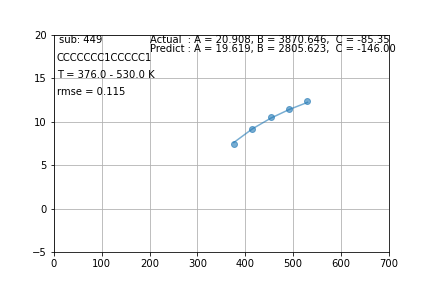 sub: 449
Actual : A = 20.908, B = 3870.646, C = -85.35
Predict : A = 19.619, B = 2805.623, C = -146.00
CCCCCCC1CCCCC1
T = 376.0 - 530.0 K
rmse = 0.115
20
15
10
5
0
−5
0 100 200 300 400 500 600 700